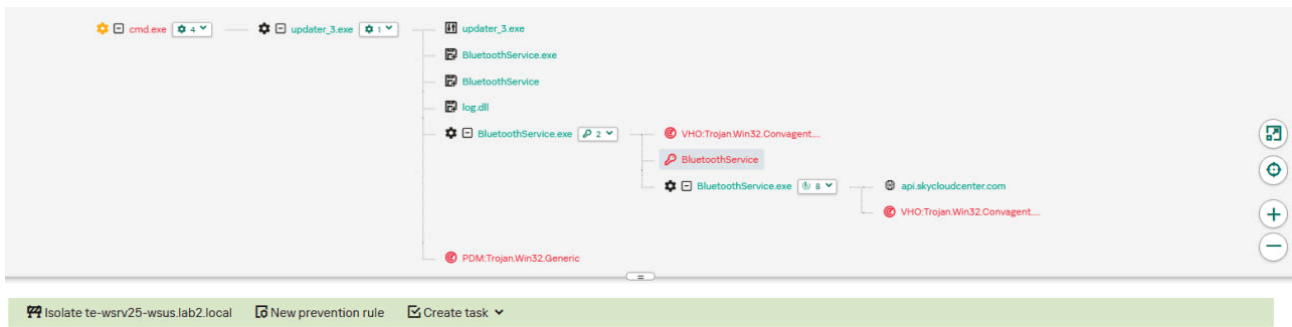 cmd.exe 4 updater_3.exe 1 updater_3.exe
BluetoothService.exe
BluetoothService
log.dll
BluetoothService.exe 2 VHO:Trojan.Win32.Convagent....
BluetoothService
BluetoothService.exe 8 api.skycloudcenter.com
VHO:Trojan.Win32.Convagent....
PDM:Trojan.Win32.Generic
Isolate te-wsrv25-wsus.lab2.local New prevention rule Create task